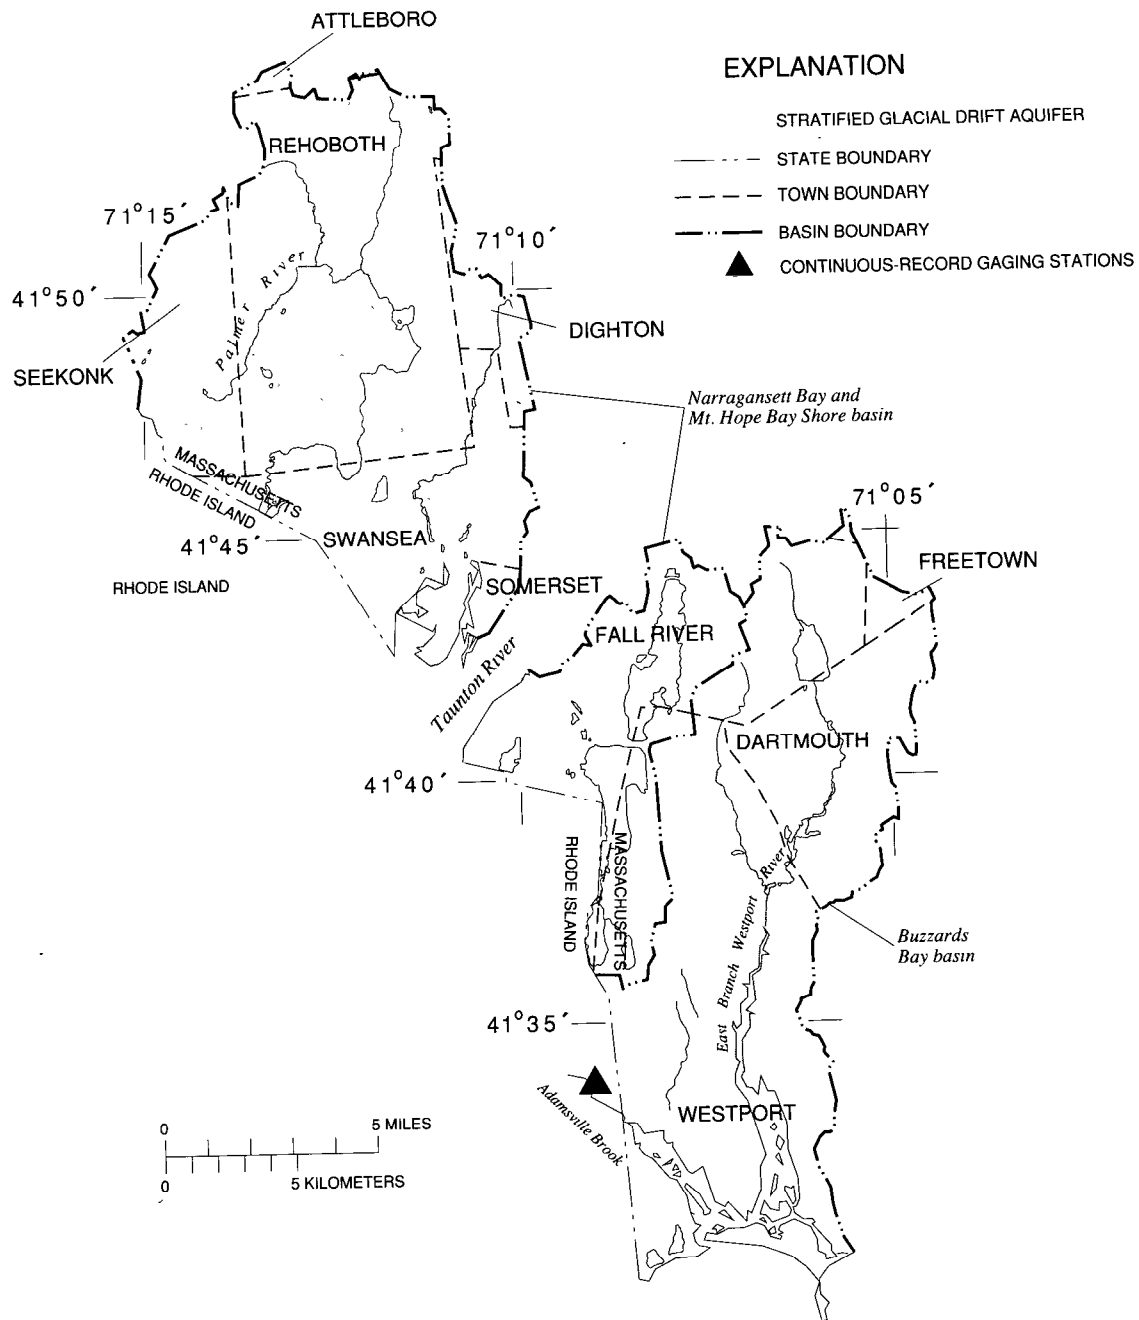 ATTLEBORO
EXPLANATION
STRATIFIED GLACIAL DRIFT AQUIFER
STATE BOUNDARY
TOWN BOUNDARY
BASIN BOUNDARY
CONTINUOUS-RECORD GAGING STATIONS
REHOBOTH
71°15´
71°10´
41°50´
Palmer River
DIGHTON
SEEKONK
Narragansett Bay and
Mt. Hope Bay Shore basin
MASSACHUSETTS
RHODE ISLAND
71°05´
41°45´
SWANSEA
FREETOWN
RHODE ISLAND
SOMERSET
FALL RIVER
Taunton River
DARTMOUTH
41°40´
RHODE ISLAND
MASSACHUSETTS
East Branch Westport River
Buzzards
Bay basin
41°35´
Adamsville Brook
WESTPORT
0 5 MILES
0 5 KILOMETERS